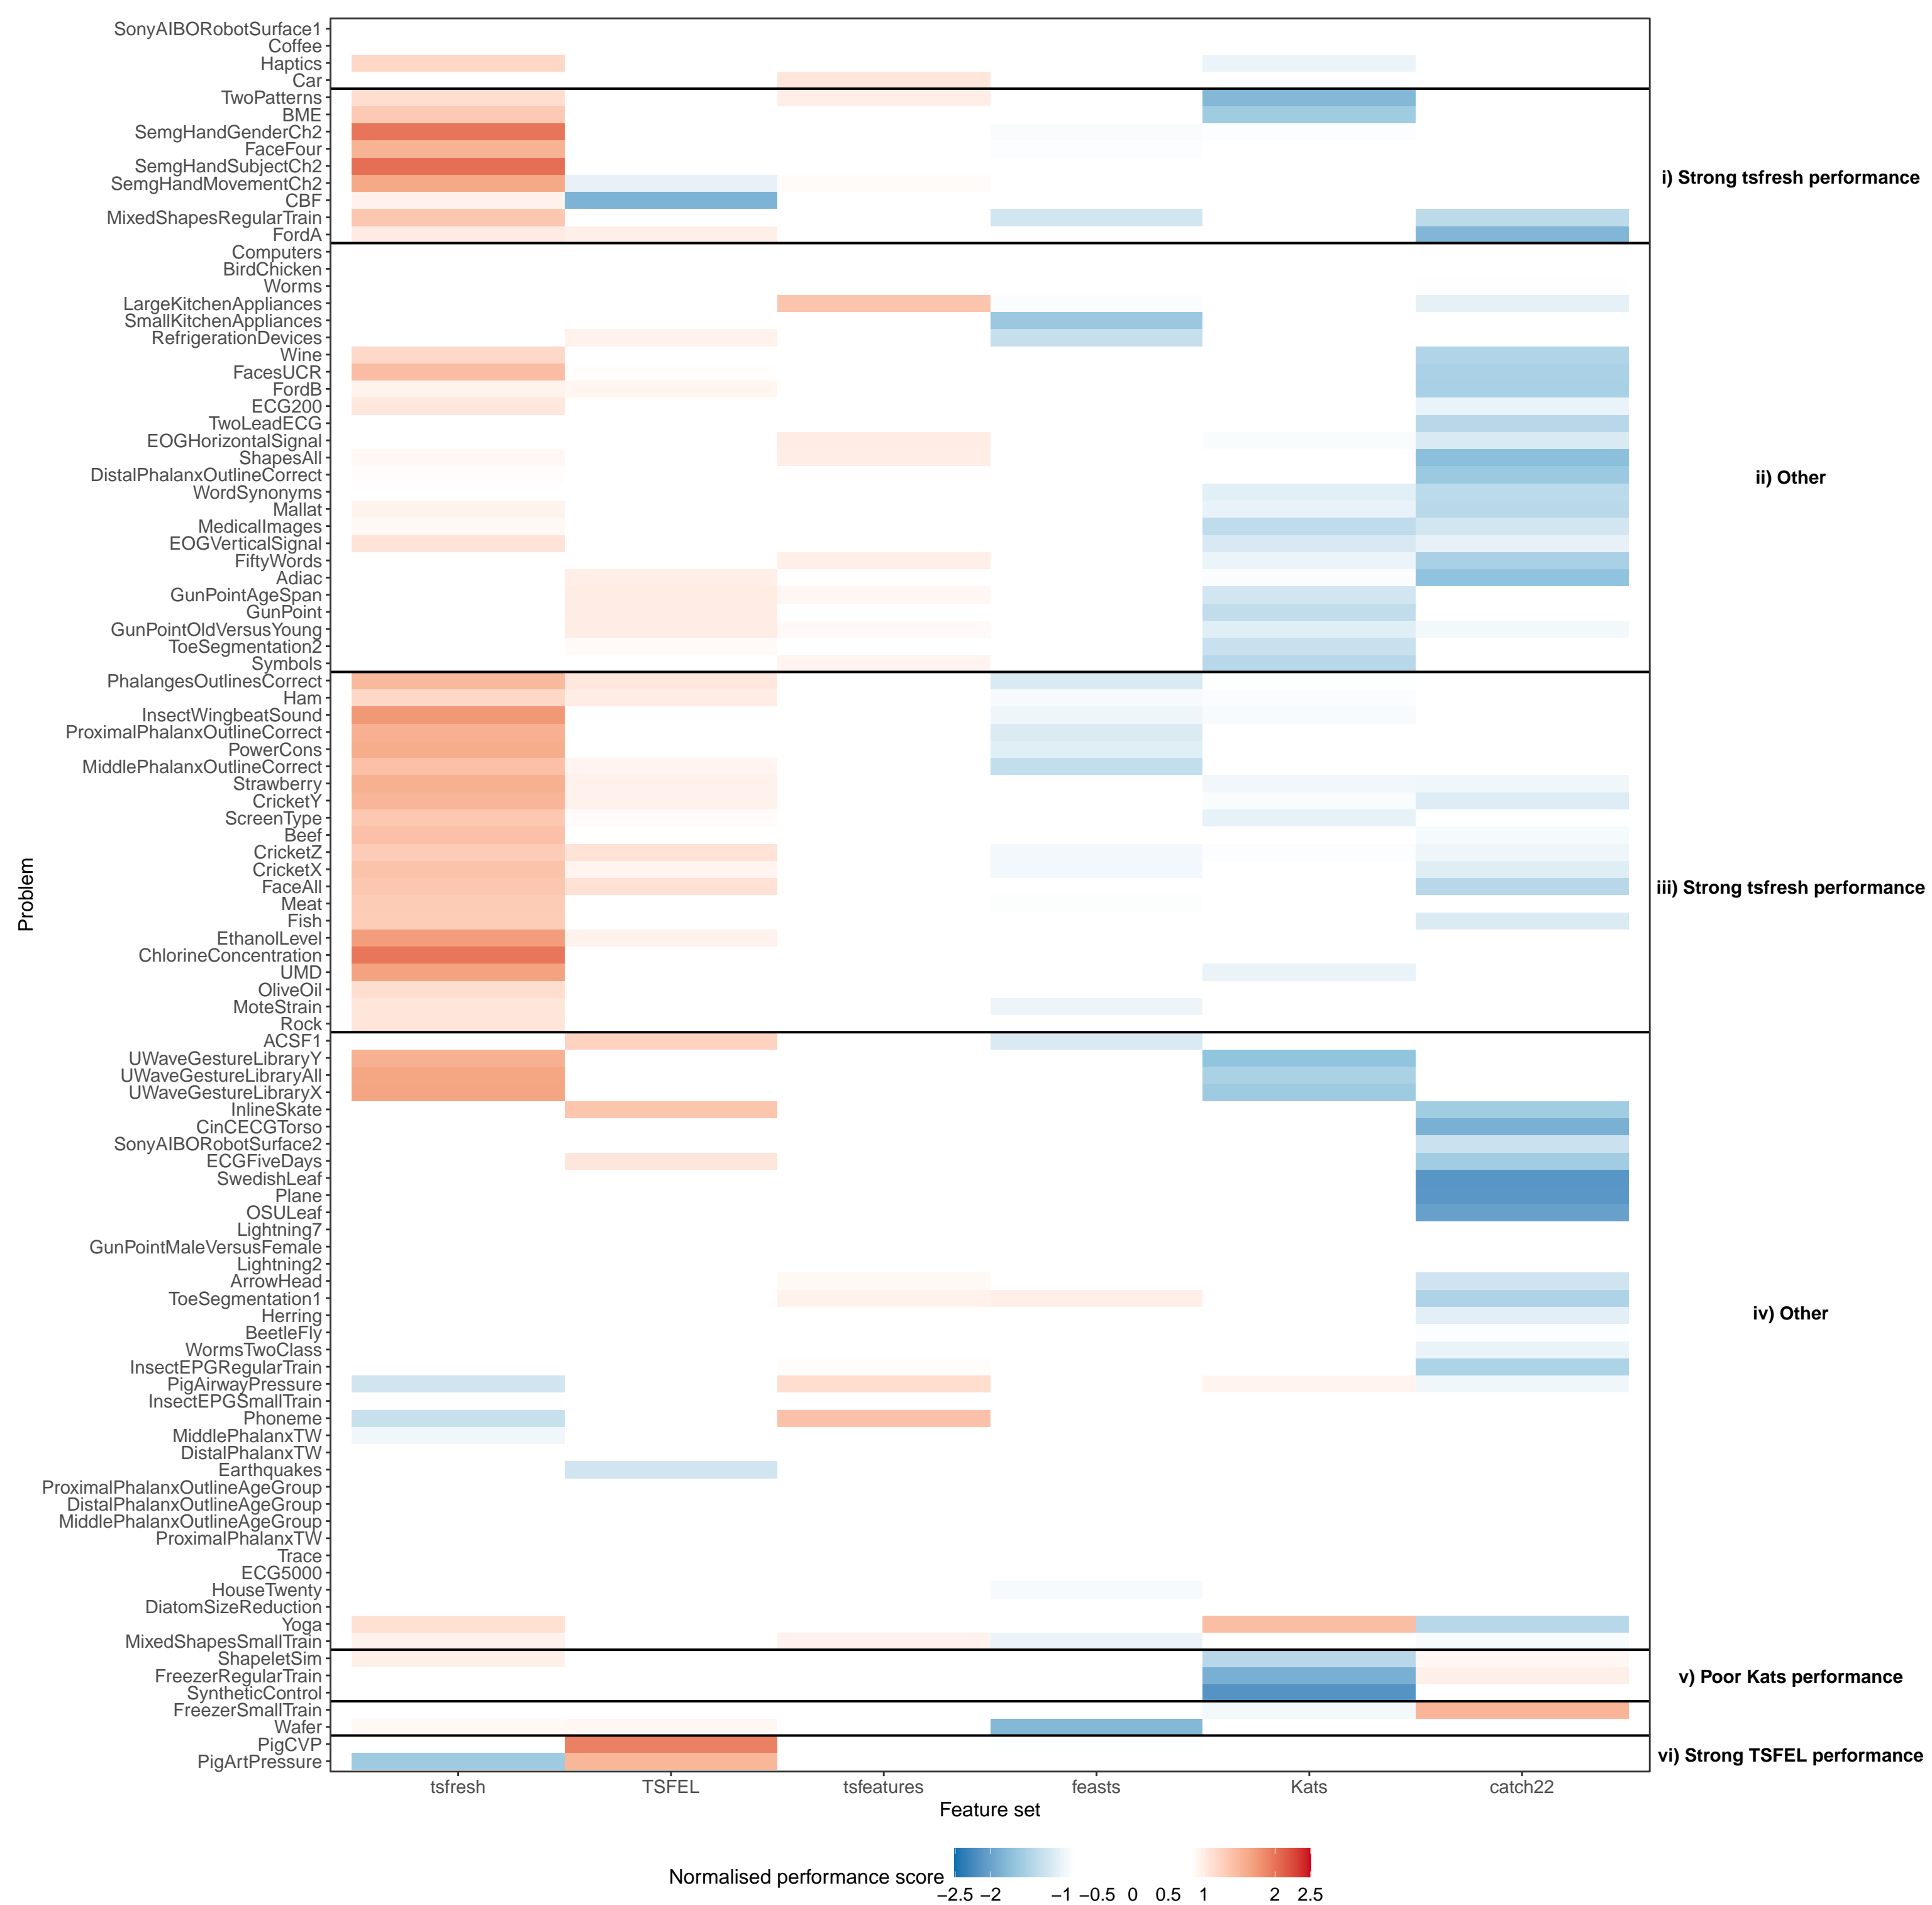 SonyAIBORobotSurface1
Coffee
Haptics
Car
TwoPatterns
BME
SemgHandGenderCh2
FaceFour
SemgHandSubjectCh2
SemgHandMovementCh2
CBF
MixedShapesRegularTrain
FordA
i) Strong tsfresh performance
Computers
BirdChicken
Worms
LargeKitchenAppliances
SmallKitchenAppliances
RefrigerationDevices
Wine
FacesUCR
FordB
ECG200
TwoLeadECG
EOGHorizontalSignal
ShapesAll
DistalPhalanxOutlineCorrect
WordSynonyms
Mallat
MedicalImages
EOGVerticalSignal
FiftyWords
Adiac
GunPointAgeSpan
GunPoint
GunPointOldVersusYoung
ToeSegmentation2
Symbols
ii) Other
PhalangesOutlinesCorrect
Ham
InsectWingbeatSound
ProximalPhalanxOutlineCorrect
PowerCons
MiddlePhalanxOutlineCorrect
Strawberry
CricketY
ScreenType
Beef
CricketZ
CricketX
FaceAll
Meat
Fish
EthanolLevel
ChlorineConcentration
UMD
OliveOil
MoteStrain
Rock
iii) Strong tsfresh performance
ACSF1
UWaveGestureLibraryY
UWaveGestureLibraryAll
UWaveGestureLibraryX
InlineSkate
CinCECGTorso
SonyAIBORobotSurface2
ECGFiveDays
SwedishLeaf
Plane
OSULeaf
Lightning7
GunPointMaleVersusFemale
Lightning2
ArrowHead
ToeSegmentation1
Herring
BeetleFly
WormsTwoClass
InsectEPGRegularTrain
PigAirwayPressure
InsectEPGSmallTrain
Phoneme
MiddlePhalanxTW
DistalPhalanxTW
Earthquakes
ProximalPhalanxOutlineAgeGroup
DistalPhalanxOutlineAgeGroup
MiddlePhalanxOutlineAgeGroup
ProximalPhalanxTW
Trace
ECG5000
HouseTwenty
DiatomSizeReduction
Yoga
MixedShapesSmallTrain
iv) Other
ShapeletSim
FreezerRegularTrain
SyntheticControl
v) Poor Kats performance
FreezerSmallTrain
Wafer
PigCVP
PigArtPressure
vi) Strong TSFEL performance
Problem
tsfresh TSFEL tsfeatures feasts Kats catch22
Feature set
Normalised performance score
−2.5 −2 −1 −0.5 0 0.5 1 2 2.5